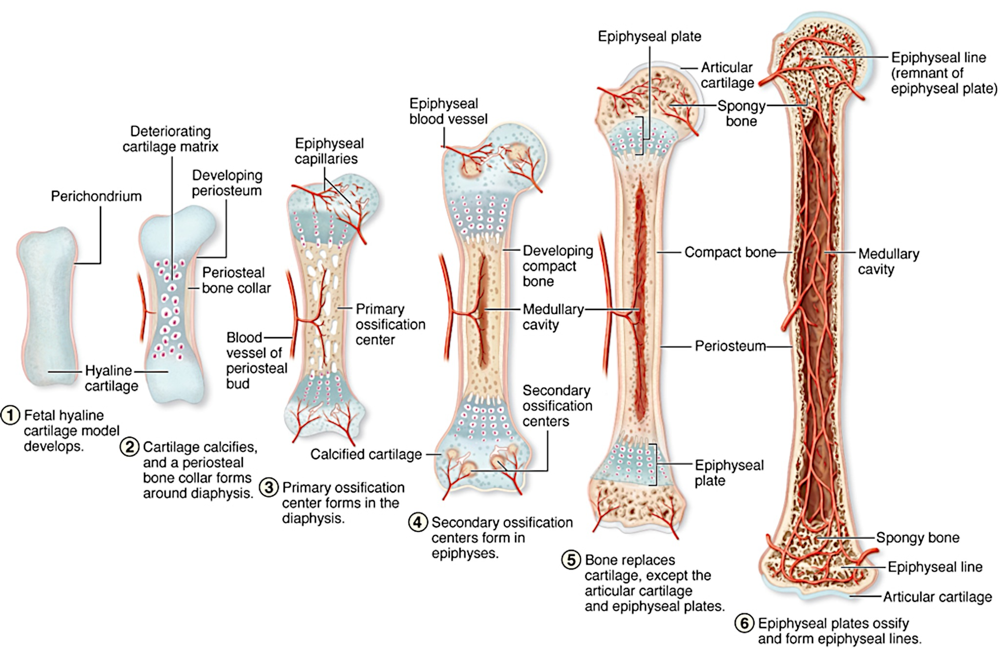 Perichondrium
Hyaline
cartilage
1 Fetal hyaline
cartilage model
develops.
Deteriorating
cartilage matrix
Developing
periosteum
Periosteal
bone collar
2 Cartilage calcifies,
and a periosteal
bone collar forms
around diaphysis.
Epiphyseal
capillaries
Primary
ossification
center
Blood
vessel of
periosteal
bud
3 Primary ossification
center forms in the
diaphysis.
Epiphyseal
blood vessel
Developing
compact
bone
Medullary
cavity
Secondary
ossification
centers
Calcified cartilage
4 Secondary ossification
centers form in
epiphyses.
Epiphyseal plate
Articular
cartilage
Spongy
bone
Compact bone
Periosteum
Epiphyseal
plate
5 Bone replaces
cartilage, except the
articular cartilage
and epiphyseal plates.
Epiphyseal line
(remnant of
epiphyseal plate)
Medullary
cavity
Spongy bone
Epiphyseal line
Articular cartilage
6 Epiphyseal plates ossify
and form epiphyseal lines.